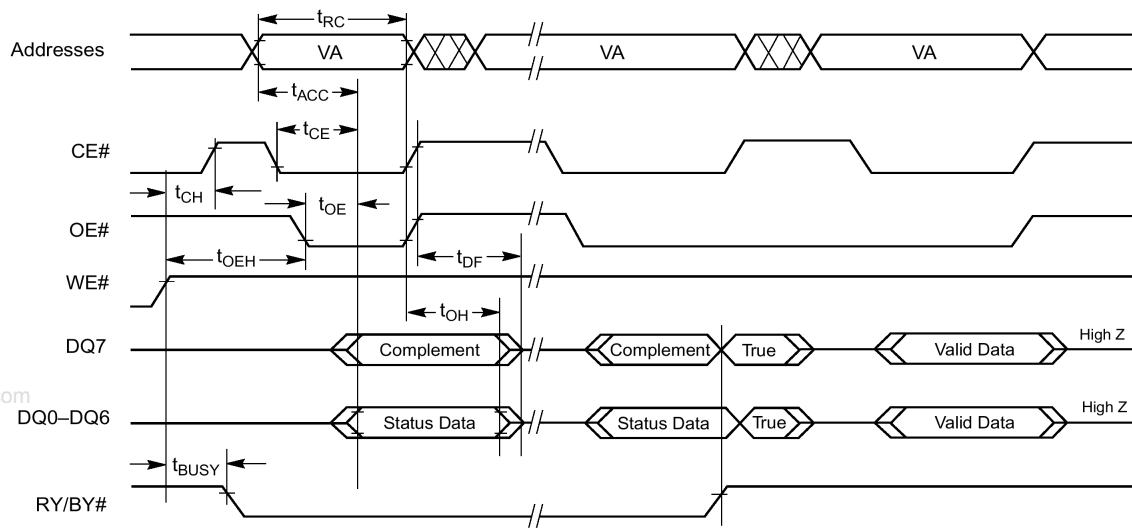 tRC
Addresses VA VA VA
tACC
tCE
CE#
tCH
tOE
OE#
tOEH tDF
WE#
tOH
DQ7 Complement Complement True Valid Data High Z
om
DQ0–DQ6 Status Data Status Data True Valid Data High Z
tBUSY
RY/BY#